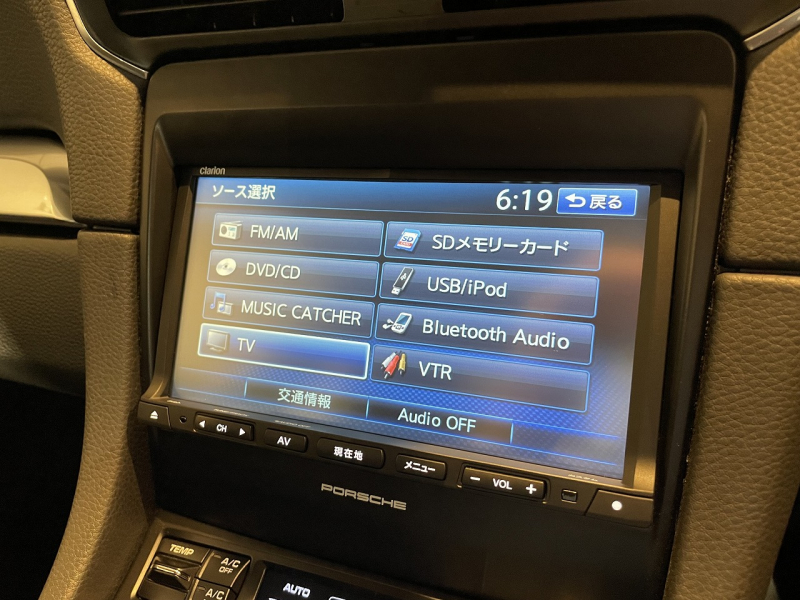 clarion
ソース選択
6:19
戻る
FM/AM
SDメモリーカード
DVD/CD
USB/iPod
MUSIC CATCHER
Bluetooth Audio
TV
VTR
交通情報
Audio OFF
CH
AV
現在地
メニュー
− VOL +
PORSCHE
TEMP
A/C OFF
A/C
AUTO